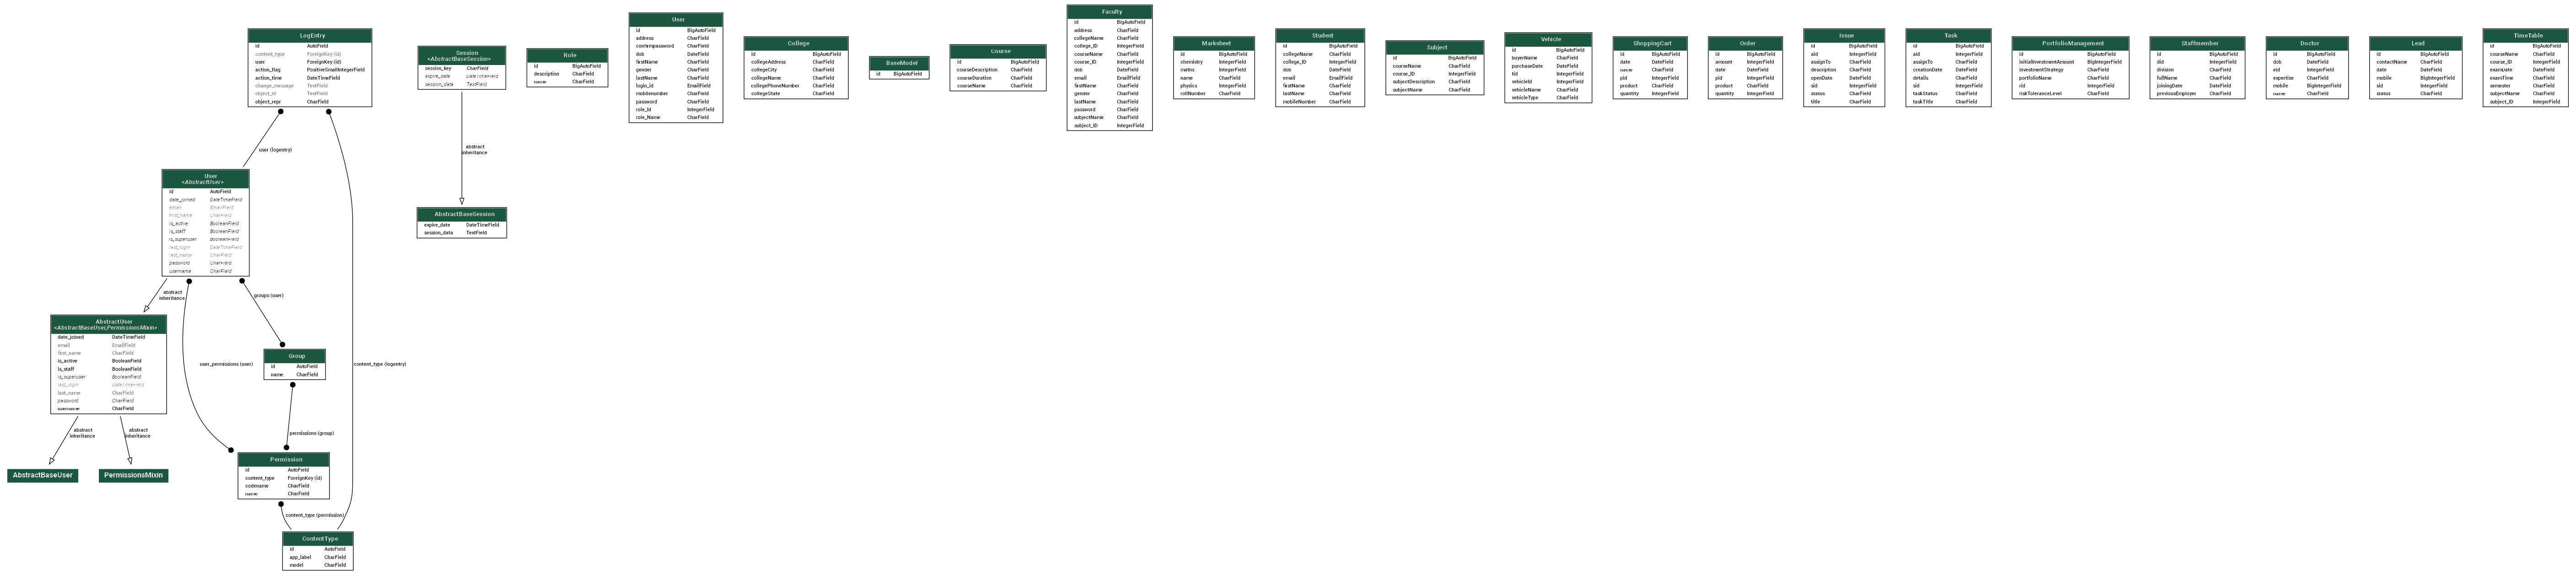 LogEntry
id AutoField
content_type ForeignKey (id)
user ForeignKey (id)
action_flag PositiveSmallIntegerField
action_time DateTimeField
change_message TextField
object_id TextField
object_repr CharField
Session
<AbstractBaseSession>
session_key CharField
expire_date DateTimeField
session_data TextField
Role
id BigAutoField
description CharField
name CharField
User
id BigAutoField
address CharField
confirmpassword CharField
dob DateField
firstName CharField
gender CharField
lastName CharField
login_id EmailField
mobilenumber CharField
password CharField
role_Id IntegerField
role_Name CharField
College
id BigAutoField
collegeAddress CharField
collegeCity CharField
collegeName CharField
collegePhoneNumber CharField
collegeState CharField
BaseModel
id BigAutoField
Course
id BigAutoField
courseDescription CharField
courseDuration CharField
courseName CharField
Faculty
id BigAutoField
address CharField
collegeName CharField
college_ID IntegerField
courseName CharField
course_ID IntegerField
dob DateField
email EmailField
firstName CharField
gender CharField
lastName CharField
password CharField
subjectName CharField
subject_ID IntegerField
Marksheet
id BigAutoField
chemistry IntegerField
maths IntegerField
name CharField
physics IntegerField
rollNumber CharField
Student
id BigAutoField
collegeName CharField
college_ID IntegerField
dob DateField
email EmailField
firstName CharField
lastName CharField
mobileNumber CharField
Subject
id BigAutoField
courseName CharField
course_ID IntegerField
subjectDescription CharField
subjectName CharField
Vehicle
id BigAutoField
buyerName CharField
purchaseDate DateField
tid IntegerField
vehicleId IntegerField
vehicleName CharField
vehicleType CharField
ShoppingCart
id BigAutoField
date DateField
name CharField
pid IntegerField
product CharField
quantity IntegerField
Order
id BigAutoField
amount IntegerField
date DateField
pid IntegerField
product CharField
quantity IntegerField
Issue
id BigAutoField
aid IntegerField
assignTo CharField
description CharField
openDate DateField
sid IntegerField
status CharField
title CharField
Task
id BigAutoField
aid IntegerField
assignTo CharField
creationDate DateField
details CharField
sid IntegerField
taskStatus CharField
taskTitle CharField
PortfolioManagement
id BigAutoField
initialInvestmentAmount BigIntegerField
investmentStrategy CharField
portfolioName CharField
rid IntegerField
riskToleranceLevel CharField
Staffmember
id BigAutoField
did IntegerField
division CharField
fullName CharField
joiningDate DateField
previousEmployer CharField
Doctor
id BigAutoField
dob DateField
eid IntegerField
expertise CharField
mobile BigIntegerField
name CharField
Lead
id BigAutoField
contactName CharField
date DateField
mobile BigIntegerField
sid IntegerField
status CharField
TimeTable
id BigAutoField
courseName CharField
course_ID IntegerField
examDate DateField
examTime CharField
semester CharField
subjectName CharField
subject_ID IntegerField
user (logentry)
abstract
inheritance
User
<AbstractUser>
id AutoField
date_joined DateTimeField
email EmailField
first_name CharField
is_active BooleanField
is_staff BooleanField
is_superuser BooleanField
last_login DateTimeField
last_name CharField
password CharField
username CharField
AbstractBaseSession
expire_date DateTimeField
session_data TextField
abstract
inheritance
groups (user)
AbstractUser
<AbstractBaseUser,PermissionsMixin>
date_joined DateTimeField
email EmailField
first_name CharField
is_active BooleanField
is_staff BooleanField
is_superuser BooleanField
last_login DateTimeField
last_name CharField
password CharField
username CharField
Group
id AutoField
name CharField
user_permissions (user)
content_type (logentry)
abstract
inheritance
abstract
inheritance
permissions (group)
AbstractBaseUser
PermissionsMixin
Permission
id AutoField
content_type ForeignKey (id)
codename CharField
name CharField
content_type (permission)
ContentType
id AutoField
app_label CharField
model CharField